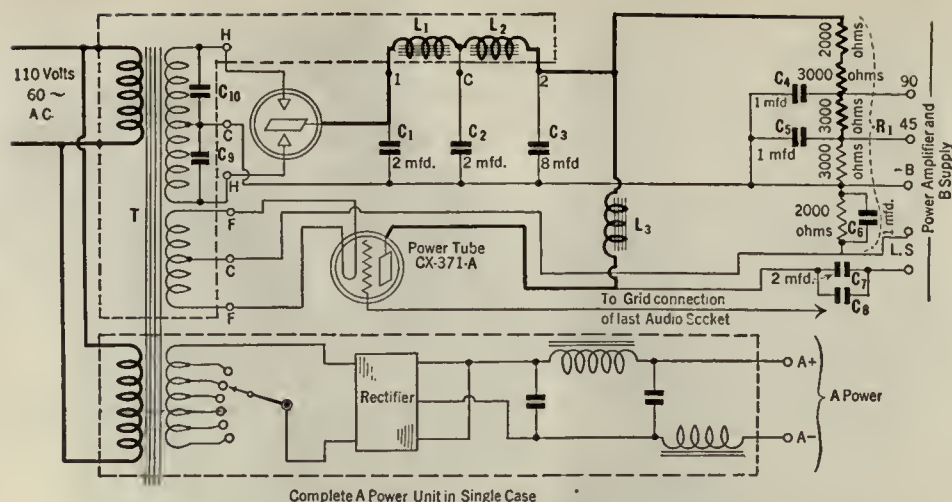 L1
L2
H
110 Volts
60 ~
A.C.
C10
C
C9
H
1
C
2
C1
2 mfd.
C2
2 mfd.
C3
8 mfd
2000
ohms
3000
ohms
C4
1 mfd
3000
C5
1 mfd
3000
ohms
R1
90
45
-B
2000
ohms
C6
1 mfd.
L.S
2 mfd.
C7
C8
Power Amplifier and
B Supply
T
F
C
F
L3
Power Tube
CX-371-A
To Grid connection
of last Audio Sccket
Rectifier
A+
A-
A Power
Complete A Power Unit in Single Case